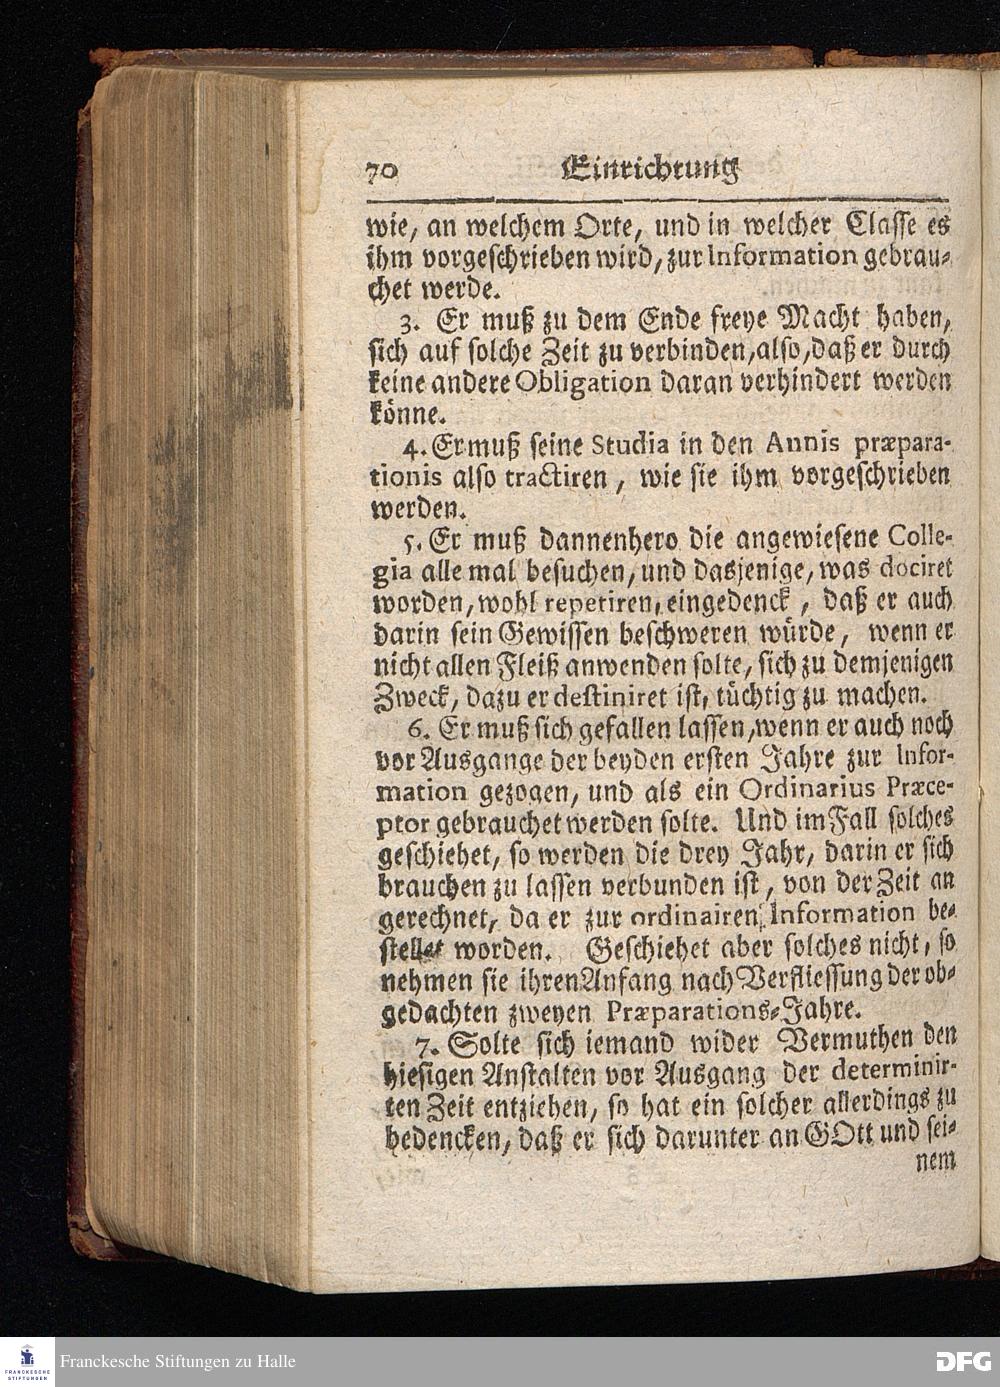 70 Einrichtung
wie, an welchem Orte, und in welcher Classe es
ihm vorgeschrieben wird, zur Information gebrau-
chet werde.
3. Er muß zu dem Ende freye Macht haben,
sich auf solche Zeit zu verbinden, also, daß er durch
keine andere Obligation daran verhindert werden
könne.
4. Er muß seine Studia in den Annis præpara-
tionis also tractiren, wie sie ihm vorgeschrieben
werden.
5. Er muß dannenhero die angewiesene Colle-
gia alle mal besuchen, und dasjenige, was dociret
worden, wohl repetiren, eingedenck, daß er auch
darin sein Gewissen beschweren würde, wenn er
nicht allen Fleiß anwenden solte, sich zu demjenigen
Zweck, dazu er destiniret ist, tüchtig zu machen.
6. Er muß sich gefallen lassen, wenn er auch noch
vor Ausgange der beyden ersten Jahre zur Infor-
mation gezogen, und als ein Ordinarius Præce-
ptor gebrauchet werden solte. Und im Fall solches
geschiehet, so werden die drey Jahr, darin er sich
brauchen zu lassen verbunden ist, von der Zeit an
gerechnet, da er zur ordinairen Information be-
stellet worden. Geschiehet aber solches nicht, so
nehmen sie ihren Anfang nach Verfliessung der ob-
gedachten zweyen Præparations-Jahre.
7. Solte sich iemand wider Vermuthen den
hiesigen Anstalten vor Ausgang der determinir-
ten Zeit entziehen, so hat ein solcher allerdings zu
bedencken, daß er sich darunter an GOtt und sei-
nem
FRANCKESCHE
STIFTUNGEN
Franckesche Stiftungen zu Halle
DFG